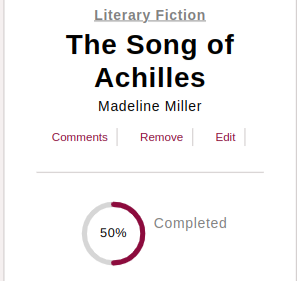 Literary Fiction
The Song of
Achilles
Madeline Miller
Comments Remove Edit
Completed
50%